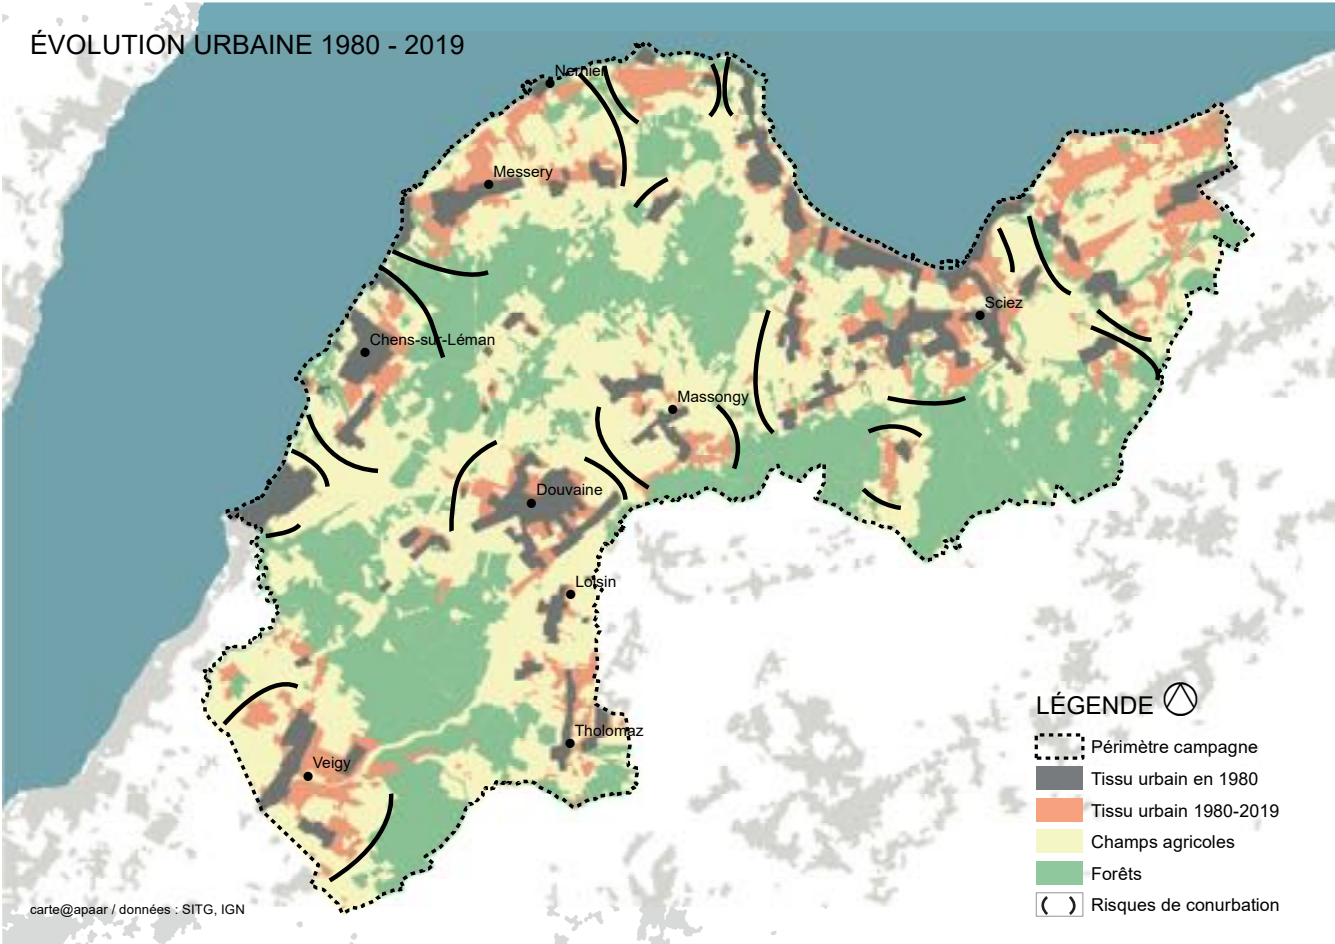 ÉVOLUTION URBAINE 1980 - 2019
Nernier
Messery
Sciez
Chens-sur-Léman
Massongy
Douvaine
Loisin
Tholomaz
Veigy
LÉGENDE
Périmètre campagne
Tissu urbain en 1980
Tissu urbain 1980-2019
Champs agricoles
Forêts
Risques de conurbation
carte@apaar / données : SITG, IGN